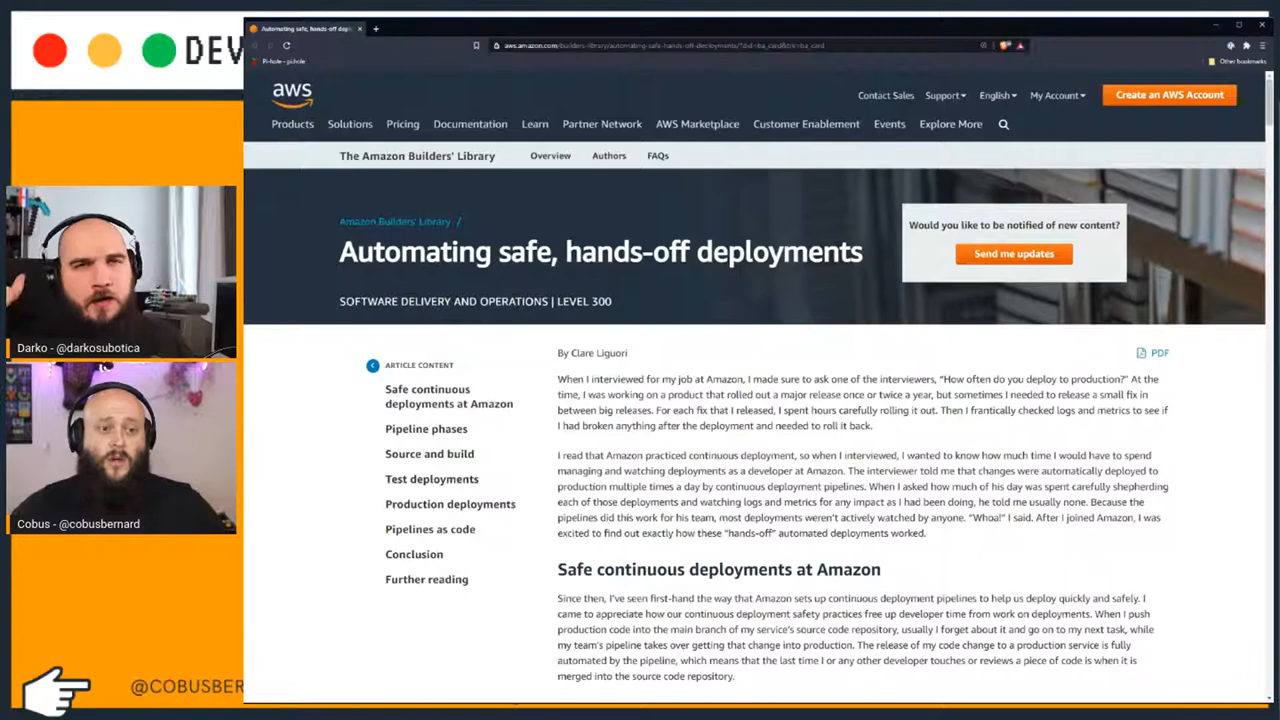 DEV
Automating safe, hands-off depl
Pi-hole - pi.hole
Other bookmarks
aws
Contact Sales Support English My Account Create an AWS Account
Products Solutions Pricing Documentation Learn Partner Network AWS Marketplace Customer Enablement Events Explore More
The Amazon Builders' Library Overview Authors FAQs
Amazon Builders' Library /
Automating safe, hands-off deployments
SOFTWARE DELIVERY AND OPERATIONS | LEVEL 300
Would you like to be notified of new content?
Send me updates
Darko - @darkosubotica
Cobus - @cobusbernard
@COBUSBER
ARTICLE CONTENT
Safe continuous
deployments at Amazon
Pipeline phases
Source and build
Test deployments
Production deployments
Pipelines as code
Conclusion
Further reading
By Clare Liguori
PDF
When I interviewed for my job at Amazon, I made sure to ask one of the interviewers, “How often do you deploy to production?” At the
time, I was working on a product that rolled out a major release once or twice a year, but sometimes I needed to release a small fix in
between big releases. For each fix that I released, I spent hours carefully rolling it out. Then I frantically checked logs and metrics to see if
I had broken anything after the deployment and needed to roll it back.
I read that Amazon practiced continuous deployment, so when I interviewed, I wanted to know how much time I would have to spend
managing and watching deployments as a developer at Amazon. The interviewer told me that changes were automatically deployed to
production multiple times a day by continuous deployment pipelines. When I asked how much of his day was spent carefully shepherding
each of those deployments and watching logs and metrics for any impact as I had been doing, he told me usually none. Because the
pipelines did this work for his team, most deployments weren’t actively watched by anyone. “Whoa!” I said. After I joined Amazon, I was
excited to find out exactly how these “hands-off” automated deployments worked.
Safe continuous deployments at Amazon
Since then, I've seen first-hand the way that Amazon sets up continuous deployment pipelines to help us deploy quickly and safely. I
came to appreciate how our continuous deployment safety practices free up developer time from work on deployments. When I push
production code into the main branch of my service's source code repository, usually I forget about it and go on to my next task, while
my team's pipeline takes over getting that change into production. The release of my code change to a production service is fully
automated by the pipeline, which means that the last time I or any other developer touches or reviews a piece of code is when it is
merged into the source code repository.